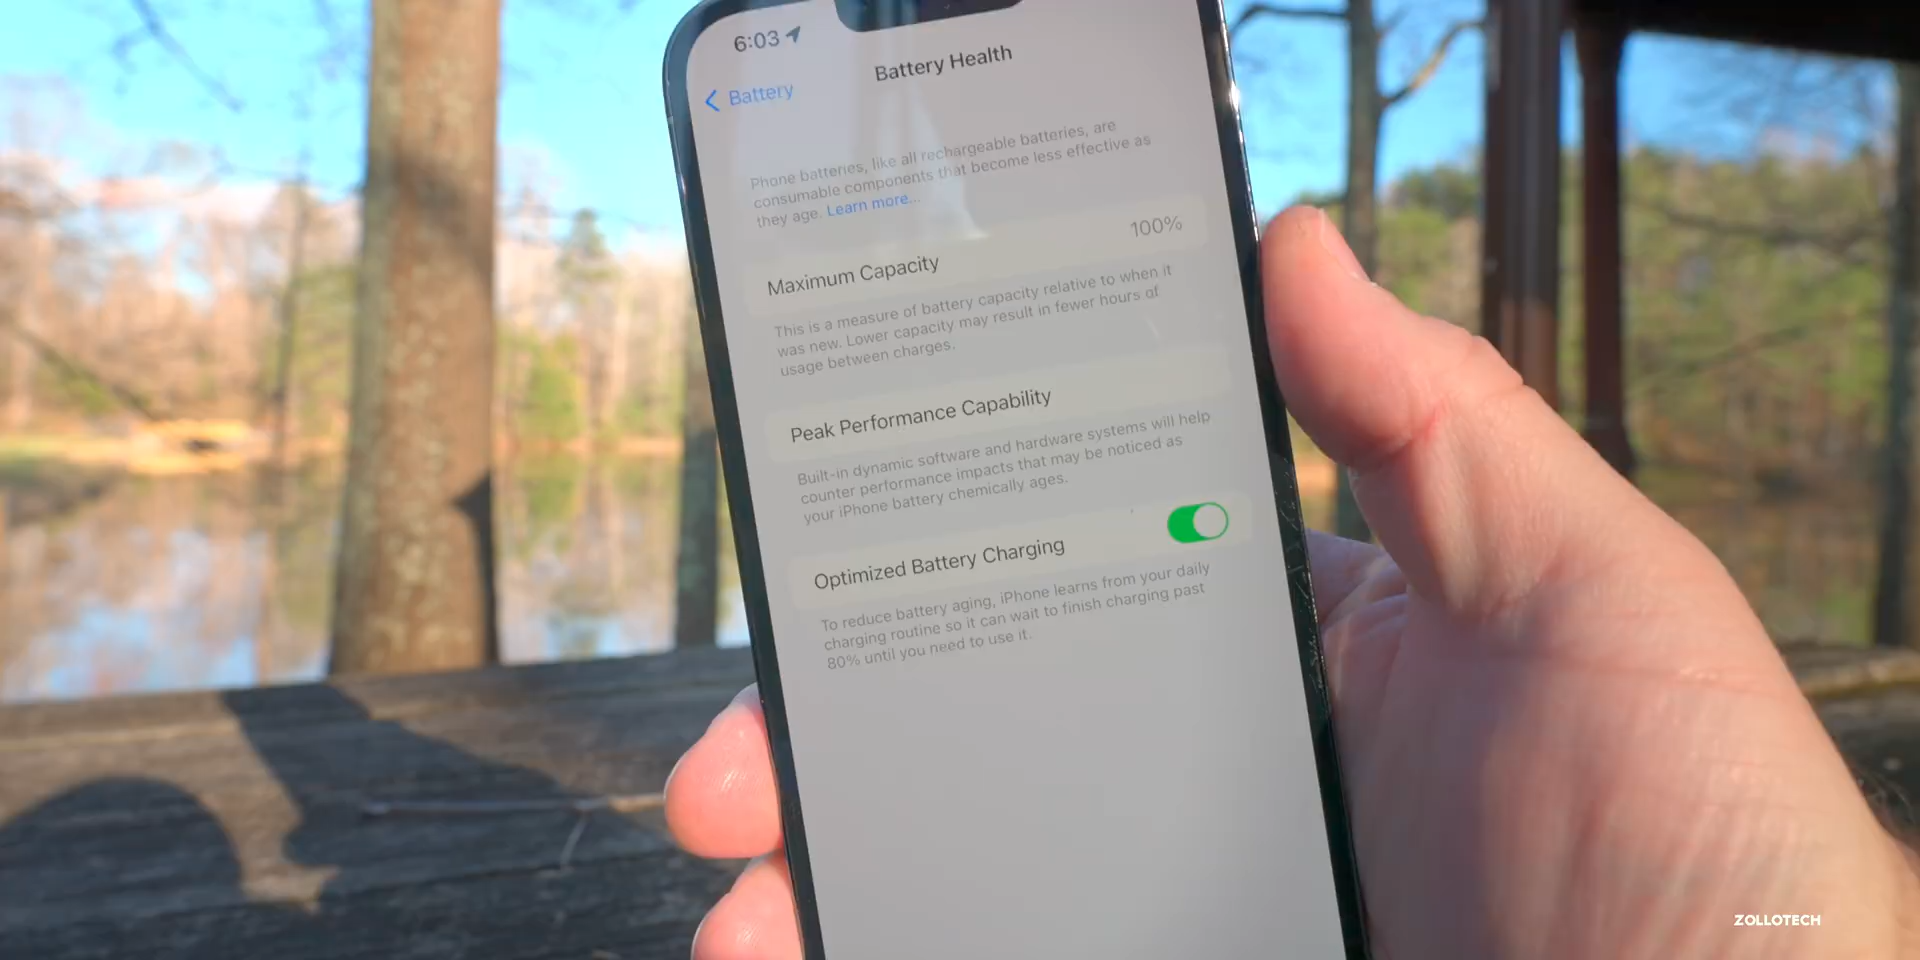 6:03
Battery Health
Battery
Phone batteries, like all rechargeable batteries, are
consumable components that become less effective as
they age. Learn more...
Maximum Capacity 100%
This is a measure of battery capacity relative to when it
was new. Lower capacity may result in fewer hours of
usage between charges.
Peak Performance Capability
Built-in dynamic software and hardware systems will help
counter performance impacts that may be noticed as
your iPhone battery chemically ages.
Optimized Battery Charging
To reduce battery aging, iPhone learns from your daily
charging routine so it can wait to finish charging past
80% until you need to use it.
ZOLLOTECH